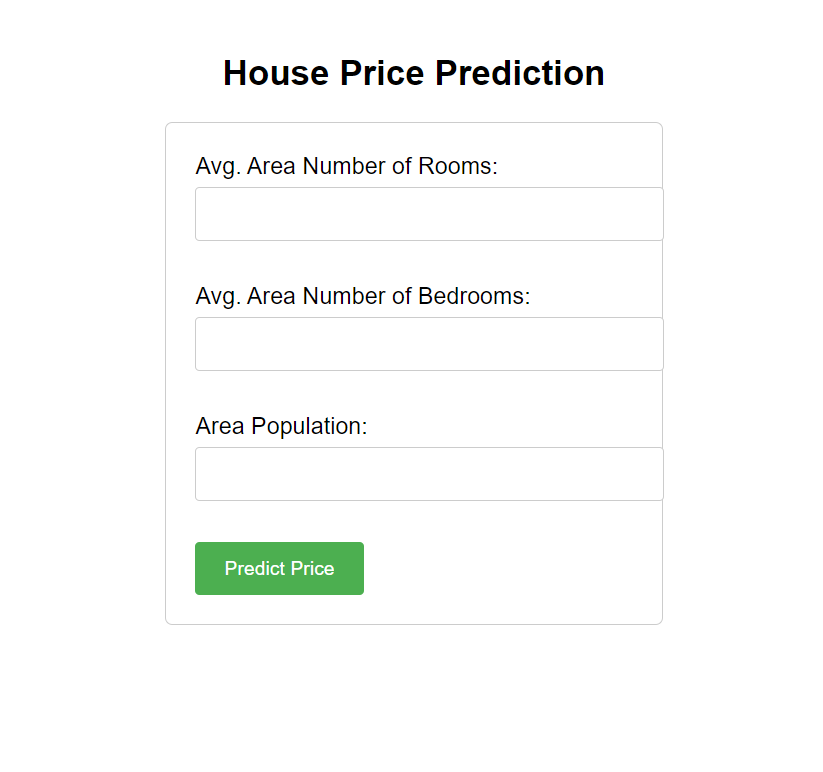 House Price Prediction
Avg. Area Number of Rooms:
Avg. Area Number of Bedrooms:
Area Population:
Predict Price